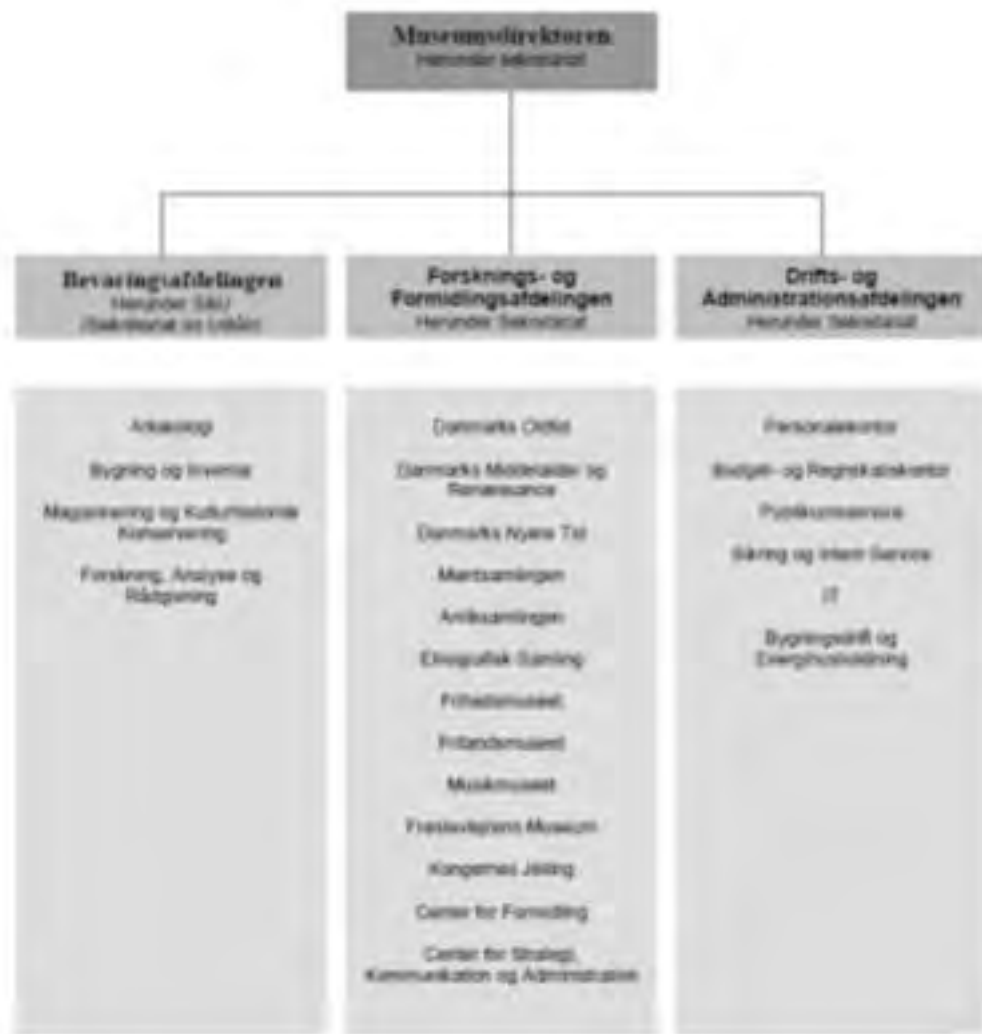 Museumsdirektoren
Herunder sekretariat
Bevaringsafdelingen
Herunder
Forsknings- og
Formidlingsafdelingen
Herunder Sekretariat
Drifts- og
Administrationsafdelingen
Herunder Sekretariat
Arkæologi
Bygning og Inventar
Magasinering og Kulturhistorisk
Konservering
Forskning, Analyse og
Rådgivning
Danmarks Oldtid
Danmarks Middelalder og
Renæssance
Danmarks Nyere Tid
Møntsamlingen
Antiksamlingen
Etnografisk Samling
Frihedsmuseet
Frilandsmuseet
Musikmuseet
Frøslevlejrens Museum
Kongernes Jelling
Center for Formidling
Center for Strategi,
Kommunikation og Administration
Personalekontor
Budget- og Regnskabskontor
Publikumsservice
Sikring og Intern Service
IT
Bygningsdrift og
Energihusholdning